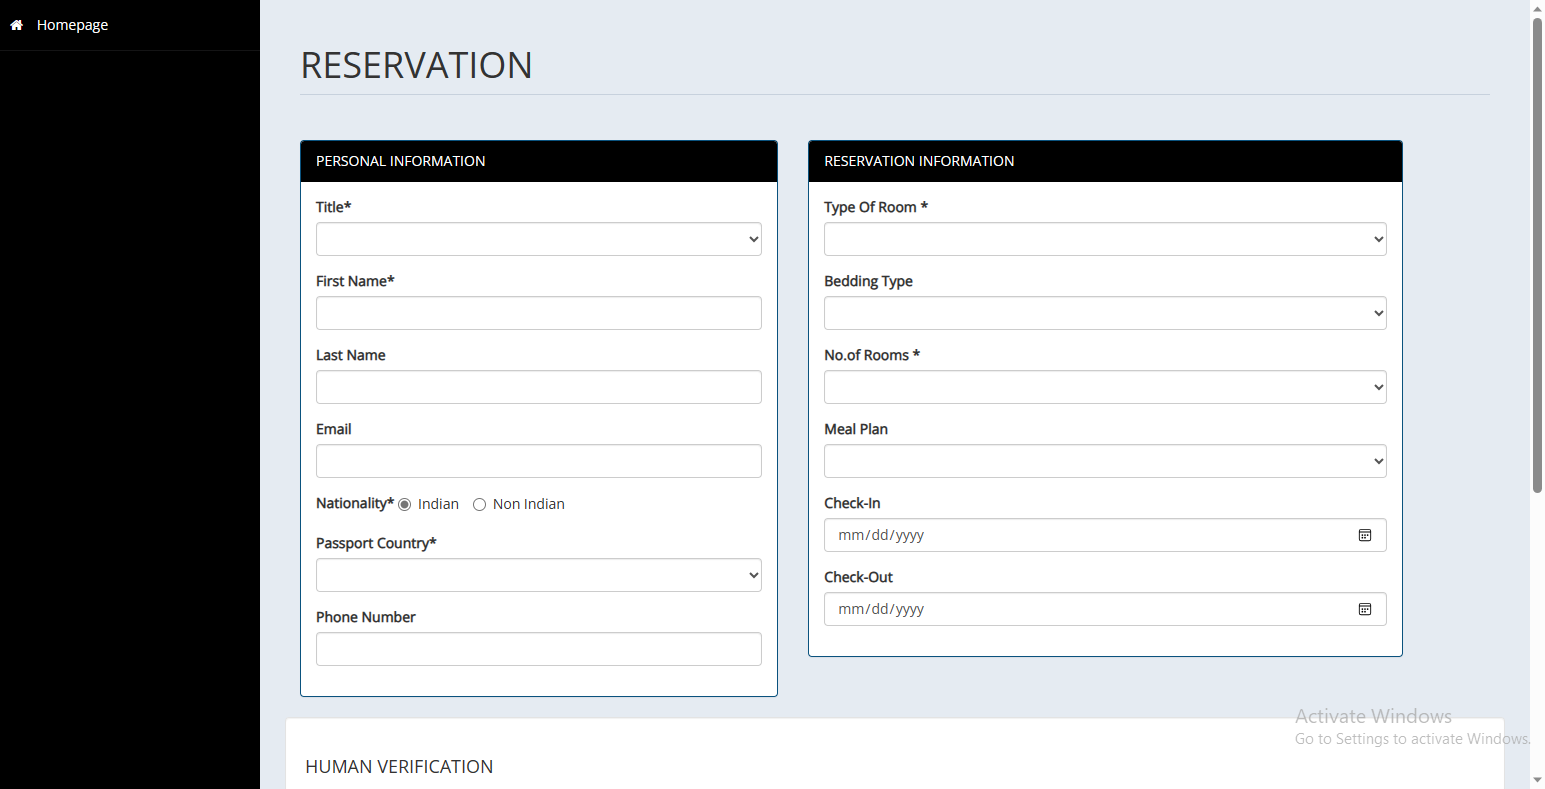 Homepage
RESERVATION
PERSONAL INFORMATION
Title*
First Name*
Last Name
Email
Nationality* Indian Non Indian
Passport Country*
Phone Number
RESERVATION INFORMATION
Type Of Room *
Bedding Type
No.of Rooms *
Meal Plan
Check-In
mm/dd/yyyy
Check-Out
mm/dd/yyyy
HUMAN VERIFICATION
Activate Windows
Go to Settings to activate Windows.